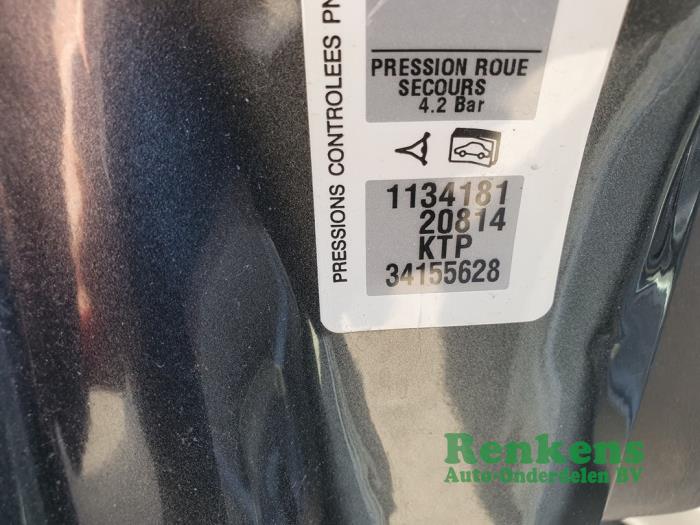 PRESSIONS CONTROLEES PN
PRESSION ROUE
SECOURS
4.2 Bar
1134181
20814
KTP
34155628
Renkens
Auto-Onderdelen BV